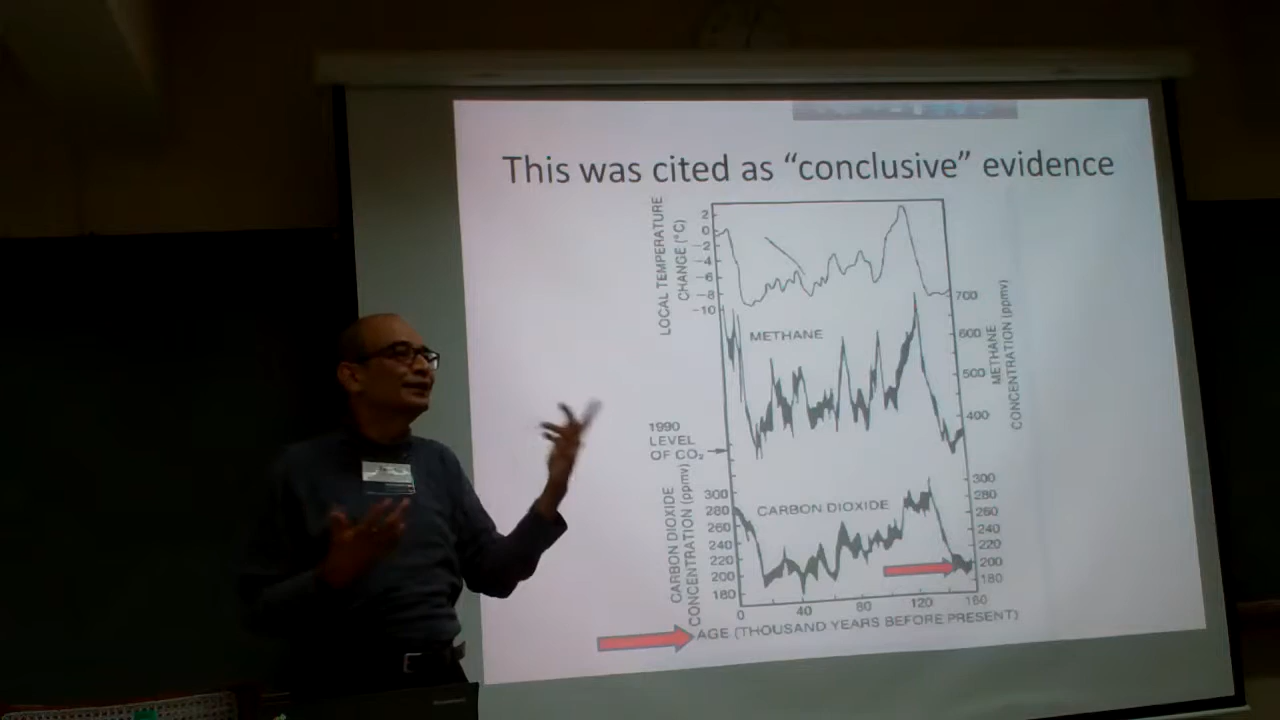 This was cited as “conclusive” evidence
LOCAL TEMPERATURE
CHANGE (°C)
2
0
−2
−4
−6
−8
−10
METHANE
700
600
500
400
METHANE
CONCENTRATION (ppmv)
1990
LEVEL
OF CO₂
CARBON DIOXIDE
CONCENTRATION (ppmv)
300
280
260
240
220
200
180
CARBON DIOXIDE
300
280
260
240
220
200
180
0
40
80
120
160
AGE (THOUSAND YEARS BEFORE PRESENT)